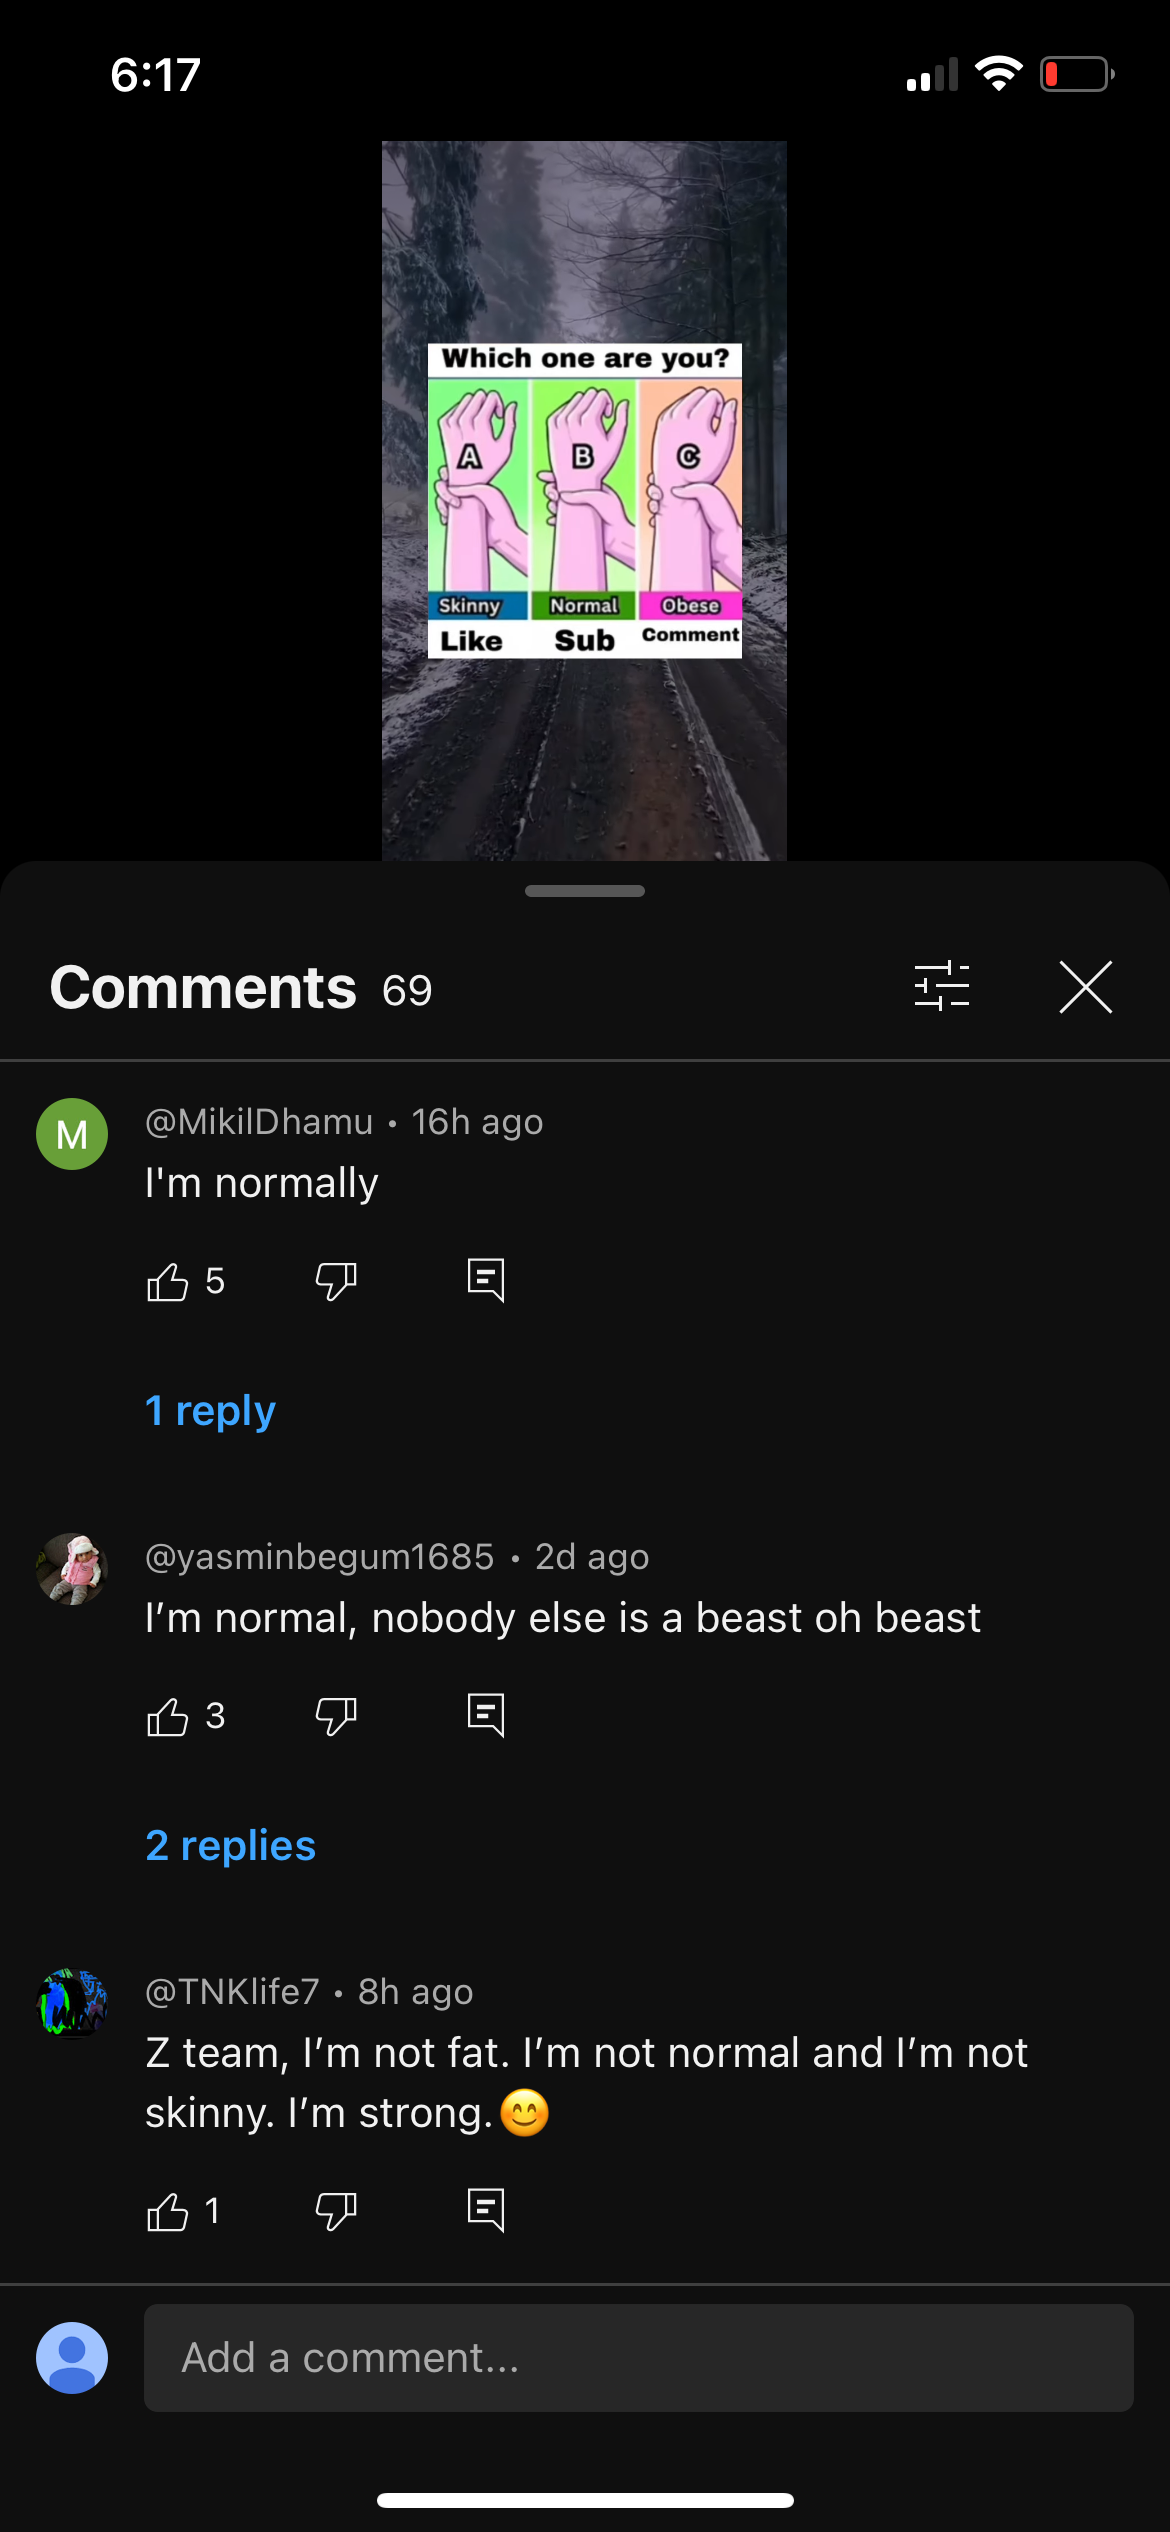 6:17
Which one are you?
A B C
Skinny Normal Obese
Like Sub Comment
Comments 69
M
@MikilDhamu • 16h ago
I'm normally
5
1 reply
@yasminbegum1685 • 2d ago
I’m normal, nobody else is a beast oh beast
3
2 replies
@TNKlife7 • 8h ago
Z team, I’m not fat. I’m not normal and I’m not
skinny. I’m strong.😊
1
Add a comment...